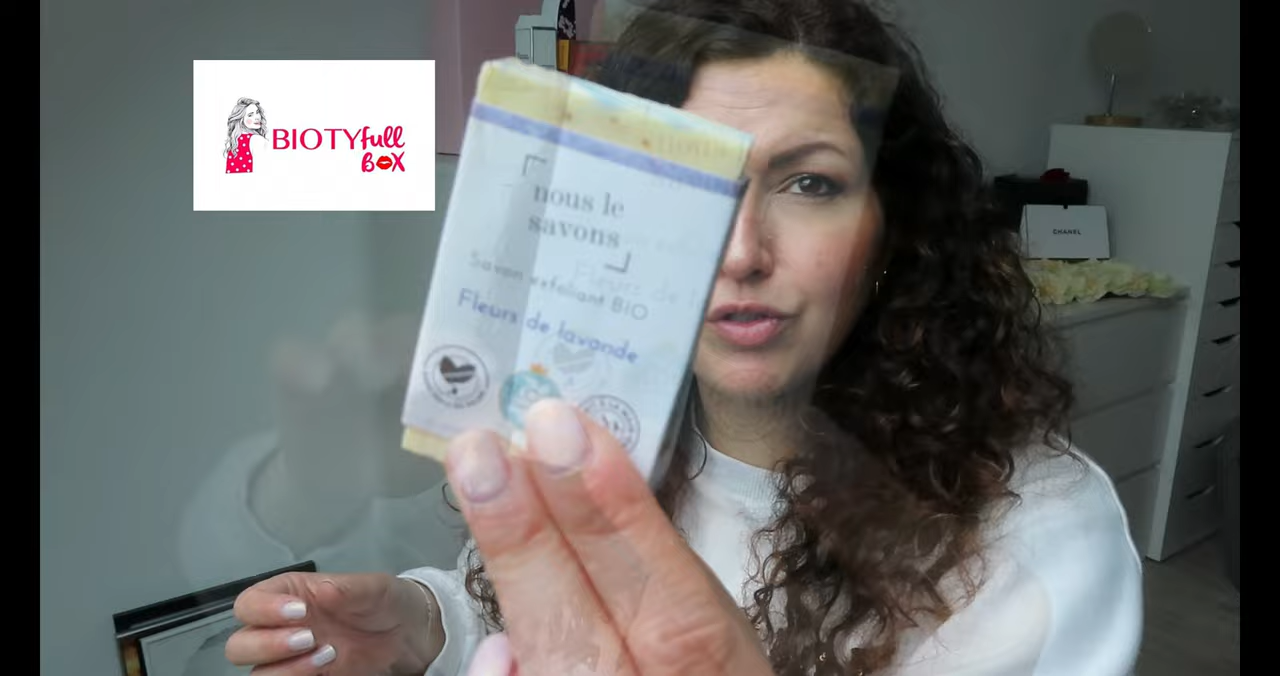 BIOTYfull
BOX
nous le
savons
Savon exfoliant BIO
Fleurs de lavande
CHANEL